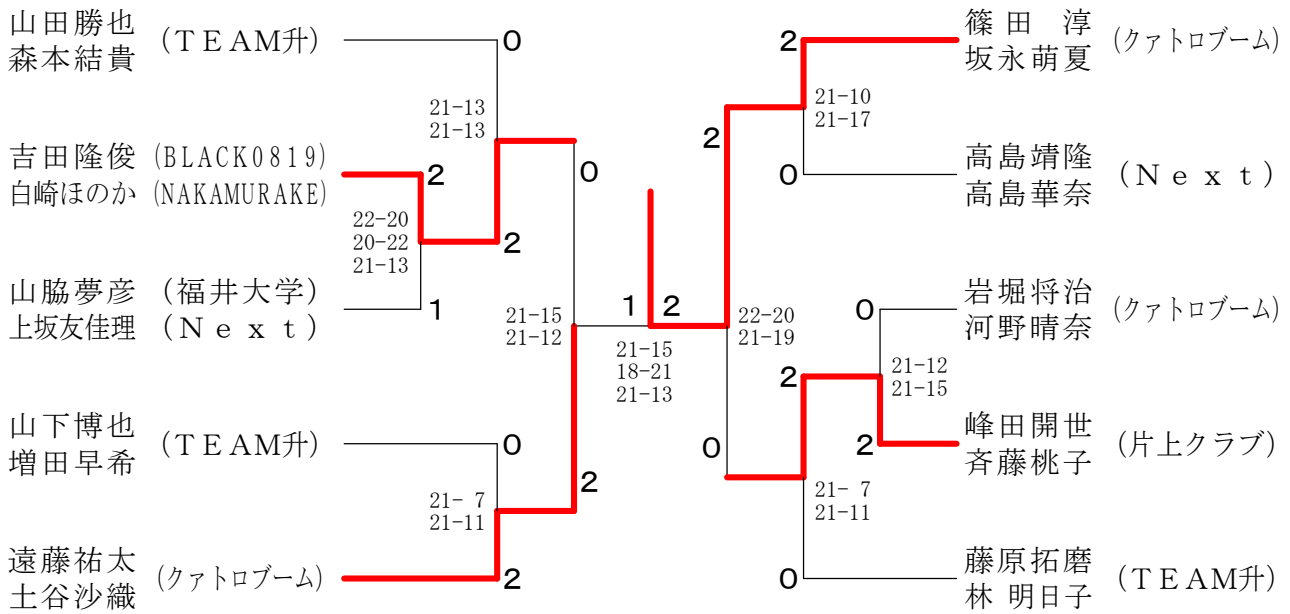 山田勝也
森本結貴
(ＴＥＡＭ升)
0
21-13
21-13
吉田隆俊 (BLACK0819)
白崎ほのか (NAKAMURAKE)
2
22-20
20-22
21-13
2
0
山脇夢彦 (福井大学)
上坂友佳理 (Ｎｅｘｔ)
1
21-15
21-12
山下博也
増田早希
(ＴＥＡＭ升)
0
21- 7
21-11
2
遠藤祐太
土谷沙織
(クァトロブーム)
2
1
2
21-15
18-21
21-13
2
篠田 淳
坂永萌夏
(クァトロブーム)
21-10
21-17
2
0
高島靖隆
高島華奈
(Ｎｅｘｔ)
22-20
21-19
0
岩堀将治
河野晴奈
(クァトロブーム)
21-12
21-15
2
0
2
峰田開世
斉藤桃子
(片上クラブ)
21- 7
21-11
0
藤原拓磨
林 明日子
(ＴＥＡＭ升)